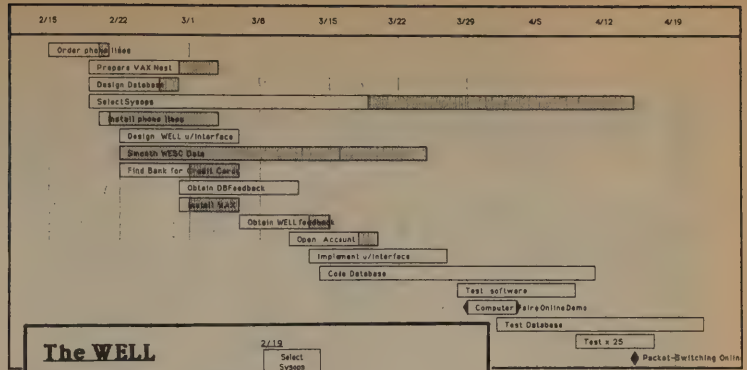 2/15 2/22 3/1 3/8 3/15 3/22 3/29 4/5 4/12 4/19
Order phone lines
Prepare VAX Host
Design Database
Select Sysops
Install phone lines
Design WELL u/Interface
Smooth WESC Data
Find Bank for Credit Cards
Obtain DBFeedback
Install VAX
Obtain WELL feedback
Open Account
Implement u/Interface
Code Database
Test software
Computer Faire Online Demo
Test Database
Test x 25
Packet-Switching Onlin
The WELL
2/19
Select
Sysops